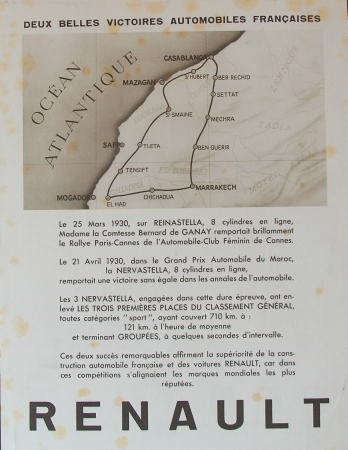 DEUX BELLES VICTOIRES AUTOMOBILES FRANÇAISES
OCÉAN
ATLANTIQUE
CASABLANCA
ST HUBERT
BER RECHID
MAZAGAN
SETTAT
ST SMAINE
MECHRA
SAFI
TLETA
BEN GUERIR
TENSIFT
MOGADOR
EL HAD
CHICHAUA
MARRAKECH
Le 25 Mars 1930, sur REINASTELLA, 8 cylindres en ligne,
Madame la Comtesse Bernard de GANAY remportait brillamment
le Rallye Paris-Cannes de l'Automobile-Club Féminin de Cannes.
Le 21 Avril 1930, dans le Grand Prix Automobile du Maroc,
la NERVASTELLA, 8 cylindres en ligne,
remportait une victoire sans égale dans les annales de l'automobile.
Les 3 NERVASTELLA, engagées dans cette dure épreuve, ont en-
levé LES TROIS PREMIÈRES PLACES DU CLASSEMENT GÉNÉRAL,
toutes catégories "sport", ayant couvert 710 km. à :
121 km. à l'heure de moyenne
et terminant GROUPÉES, à quelques secondes d'intervalle.
Ces deux succès remarquables affirment la supériorité de la cons-
truction automobile française et des voitures RENAULT, car dans
ces compétitions s'alignaient les marques mondiales les plus
réputées.
RENAULT